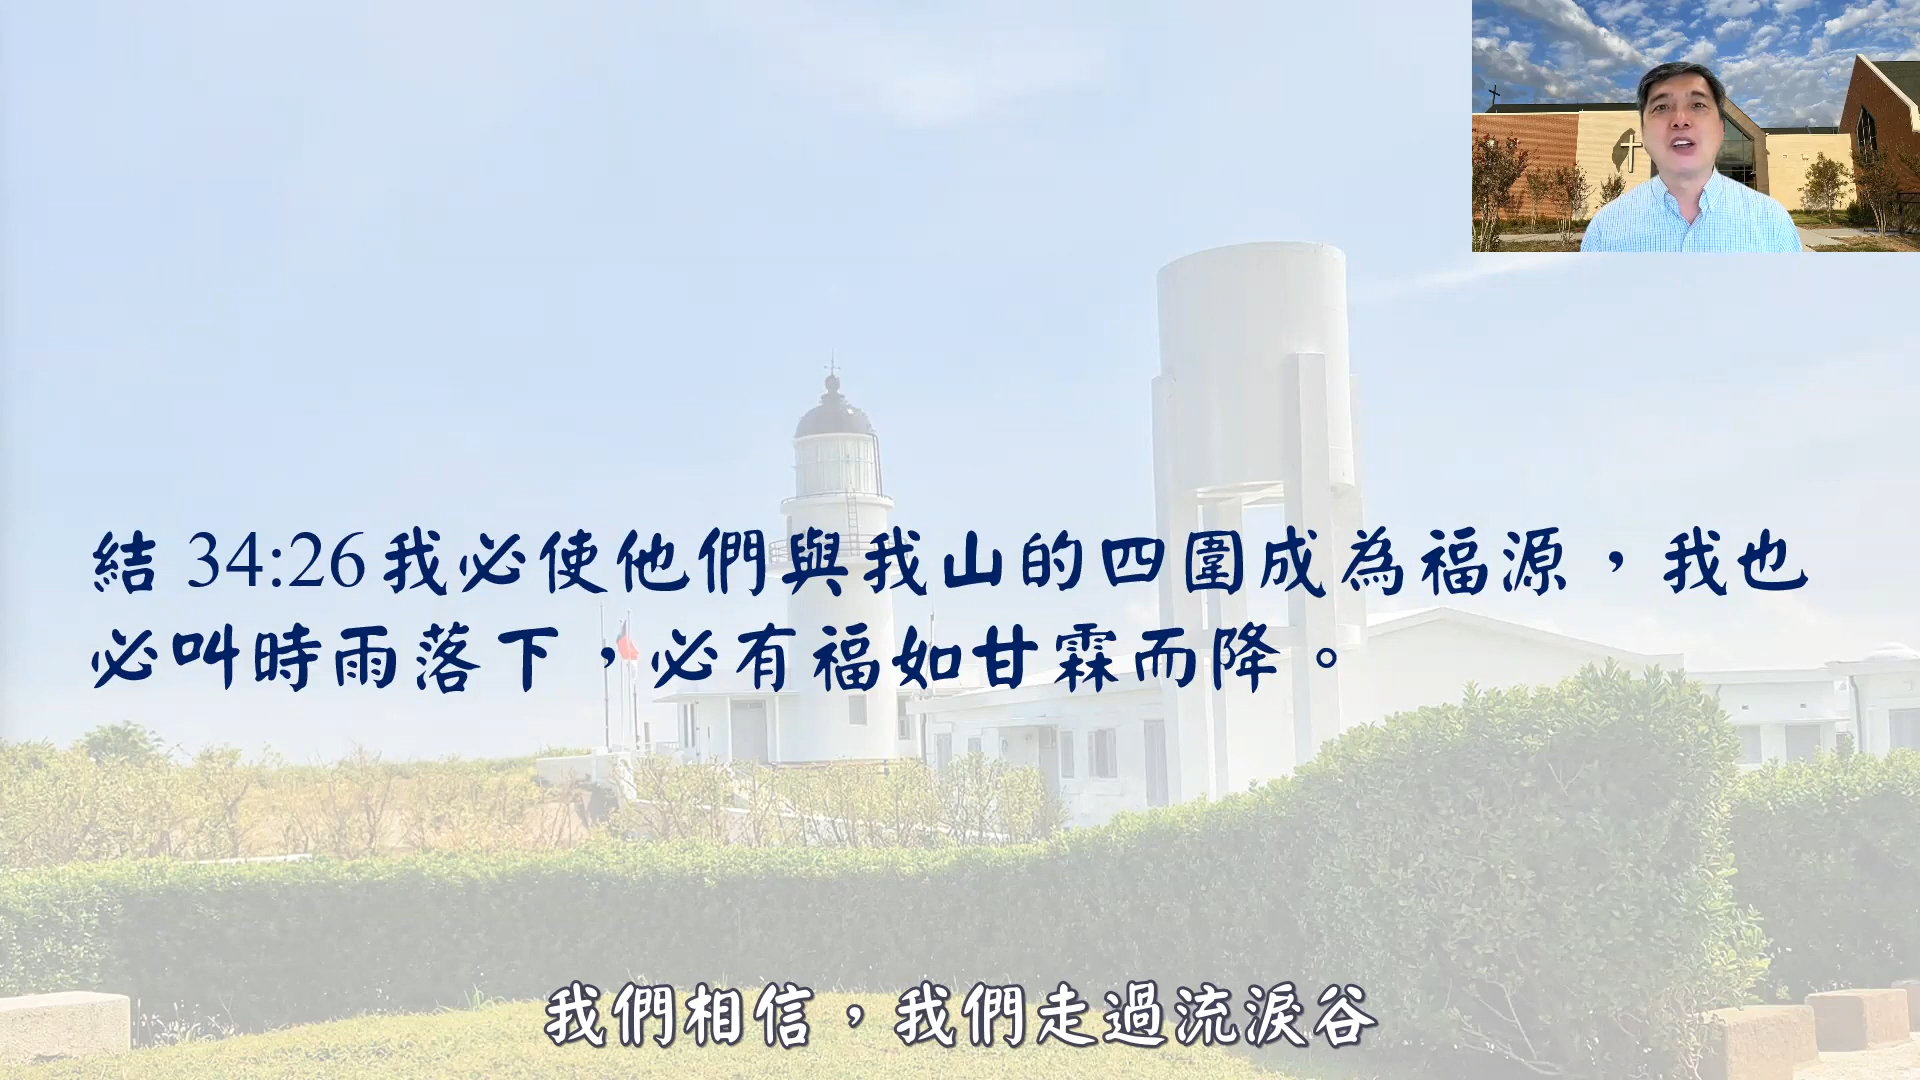 結 34:26我必使他們與我山的四圍成為福源，我也
必叫時雨落下，必有福如甘霖而降。
我們相信，我們走過流淚谷